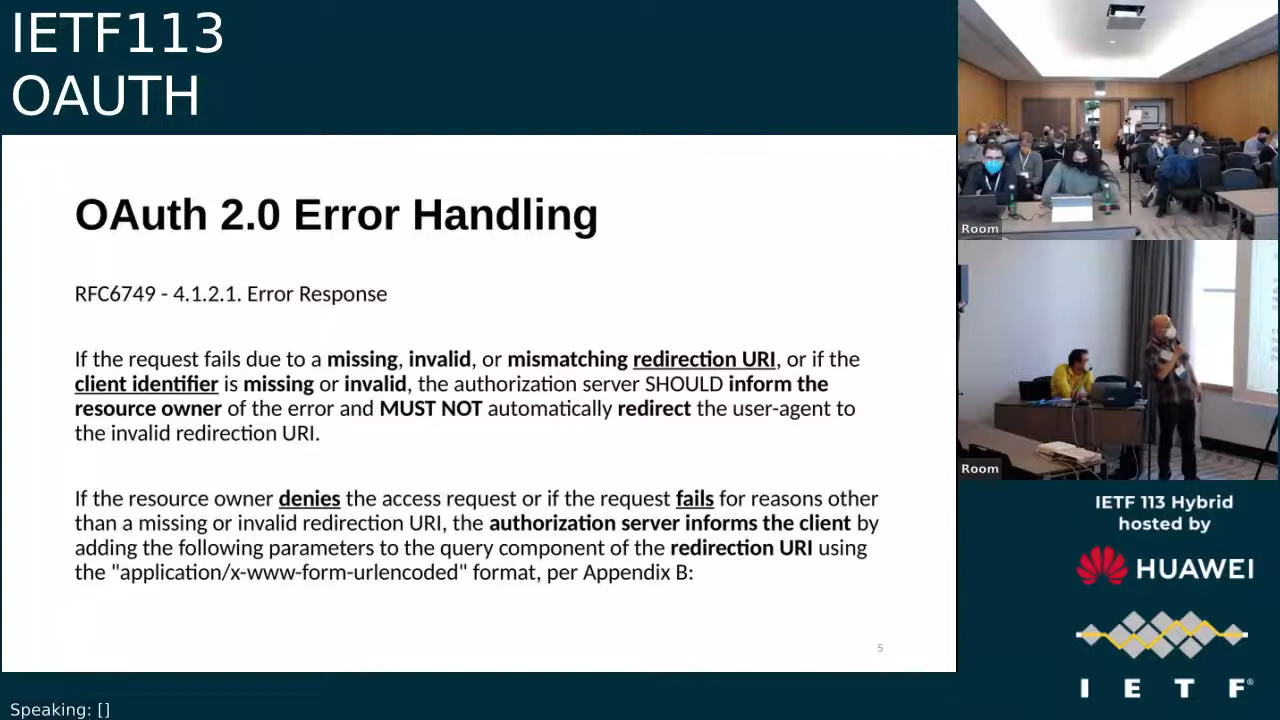 IETF113
OAUTH
OAuth 2.0 Error Handling
RFC6749 - 4.1.2.1. Error Response
If the request fails due to a missing, invalid, or mismatching redirection URI, or if the
client identifier is missing or invalid, the authorization server SHOULD inform the
resource owner of the error and MUST NOT automatically redirect the user-agent to
the invalid redirection URI.
If the resource owner denies the access request or if the request fails for reasons other
than a missing or invalid redirection URI, the authorization server informs the client by
adding the following parameters to the query component of the redirection URI using
the "application/x-www-form-urlencoded" format, per Appendix B:
5
Room
Room
IETF 113 Hybrid
hosted by
HUAWEI
I E T F®
Speaking: []